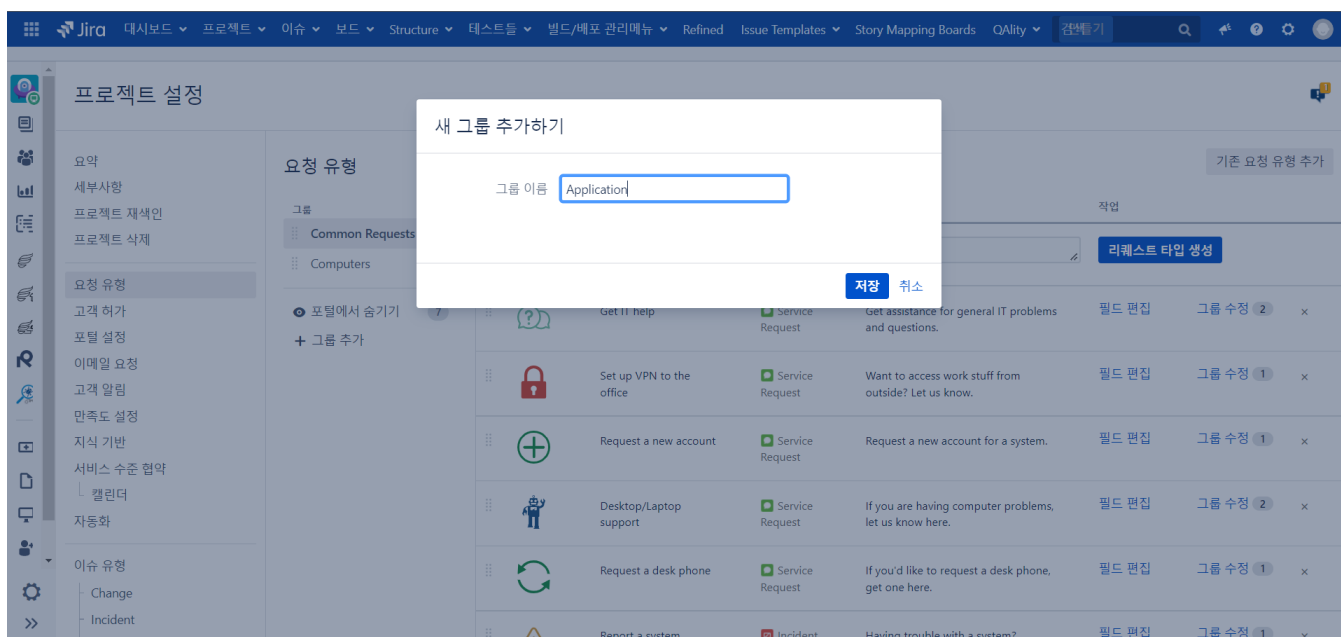 Jira 대시보드 프로젝트 이슈 보드 Structure 테스트들 빌드/배포 관리메뉴 Refined Issue Templates Story Mapping Boards QAlity
프로젝트 설정
요약
세부사항
프로젝트 재색인
프로젝트 삭제
요청 유형
고객 허가
포털 설정
이메일 요청
고객 알림
만족도 설정
지식 기반
서비스 수준 협약
캘린더
자동화
이슈 유형
Change
Incident
요청 유형
기존 요청 유형 추가
그룹
Common Requests
Computers
포털에서 숨기기 7
+ 그룹 추가
새 그룹 추가하기
그룹 이름 Application
저장 취소
작업
리퀘스트 타입 생성
Get IT help Service Get assistance for general IT problems 필드 편집 그룹 수정 2 ×
Request and questions.
Set up VPN to the Service Want to access work stuff from 필드 편집 그룹 수정 1 ×
office Request outside? Let us know.
Request a new account Service Request a new account for a system. 필드 편집 그룹 수정 1 ×
Request
Desktop/Laptop Service If you are having computer problems, 필드 편집 그룹 수정 2 ×
support Request let us know here.
Request a desk phone Service If you'd like to request a desk phone, 필드 편집 그룹 수정 1 ×
Request get one here.
Report a system Incident Having trouble with a system? 필드 편집 그룹 수정 1 ×